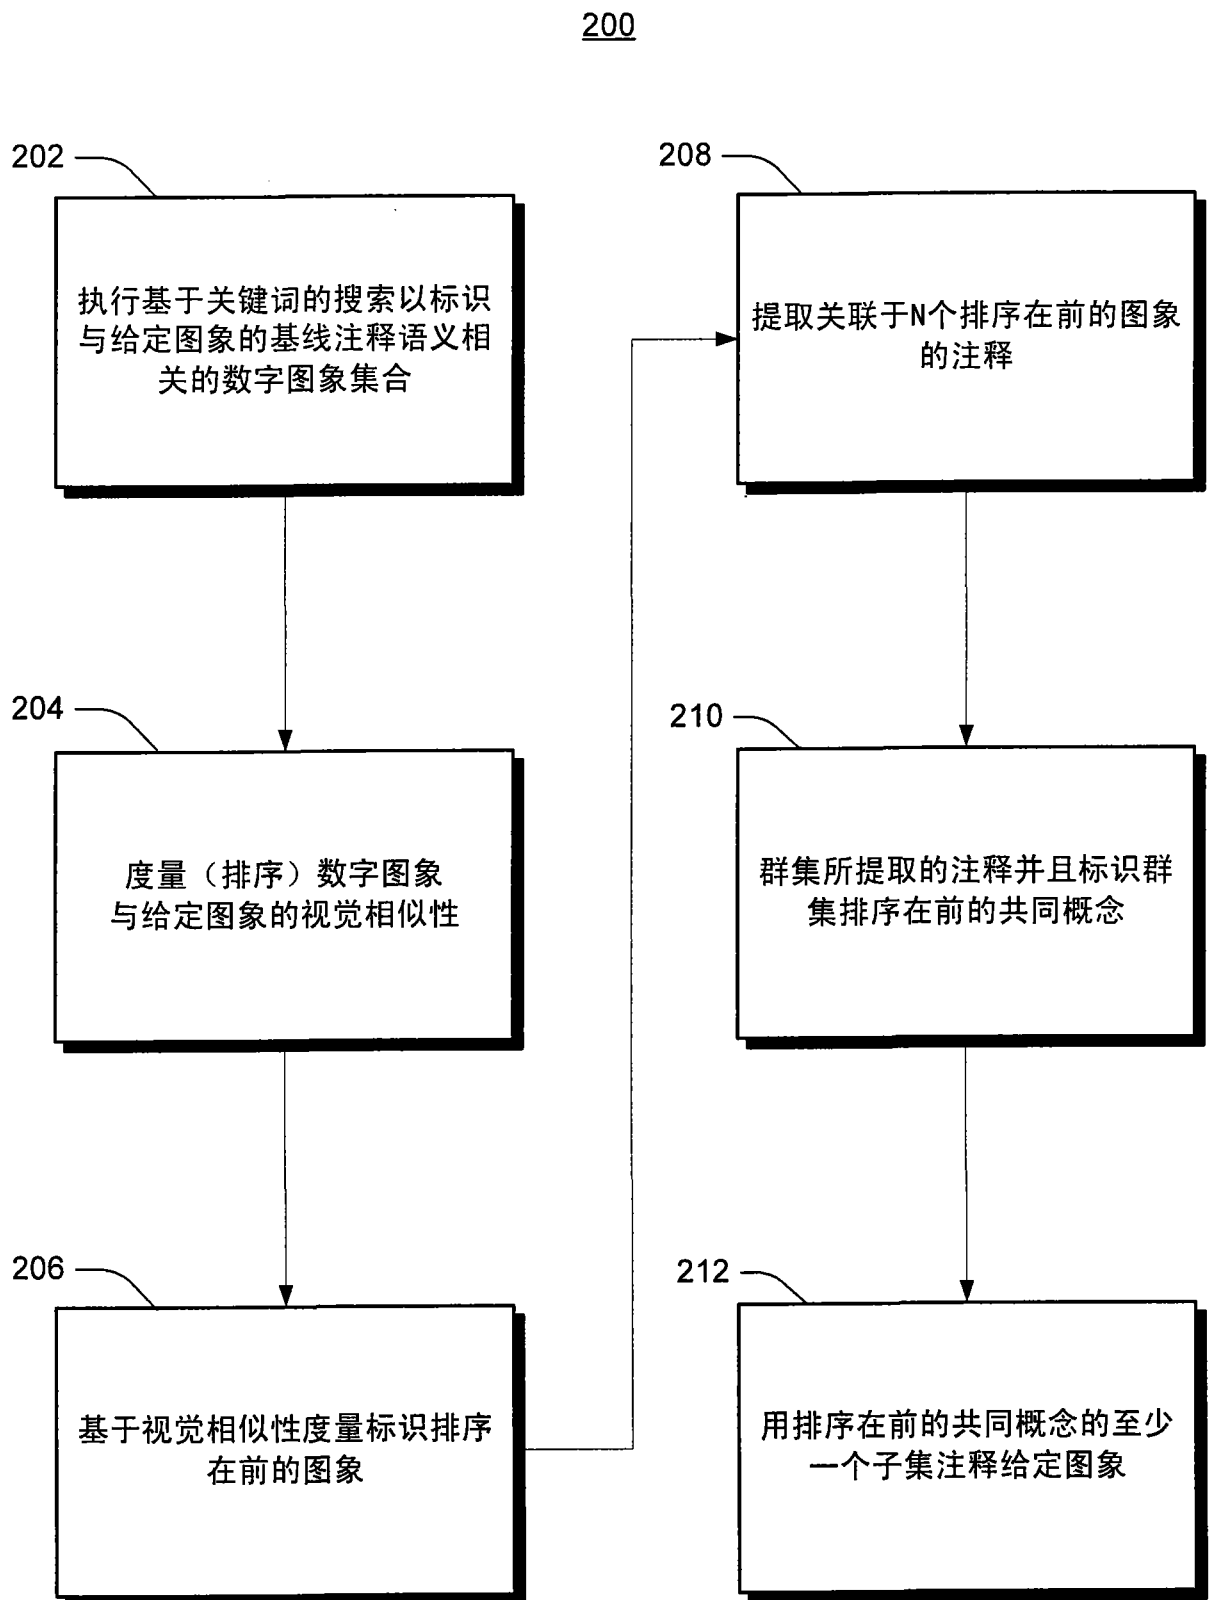 200
202
执行基于关键词的搜索以标识
与给定图象的基线注释语义相
关的数字图象集合
204
度量（排序）数字图象
与给定图象的视觉相似性
206
基于视觉相似性度量标识排序
在前的图象
208
提取关联于N个排序在前的图象
的注释
210
群集所提取的注释并且标识群
集排序在前的共同概念
212
用排序在前的共同概念的至少
一个子集注释给定图象